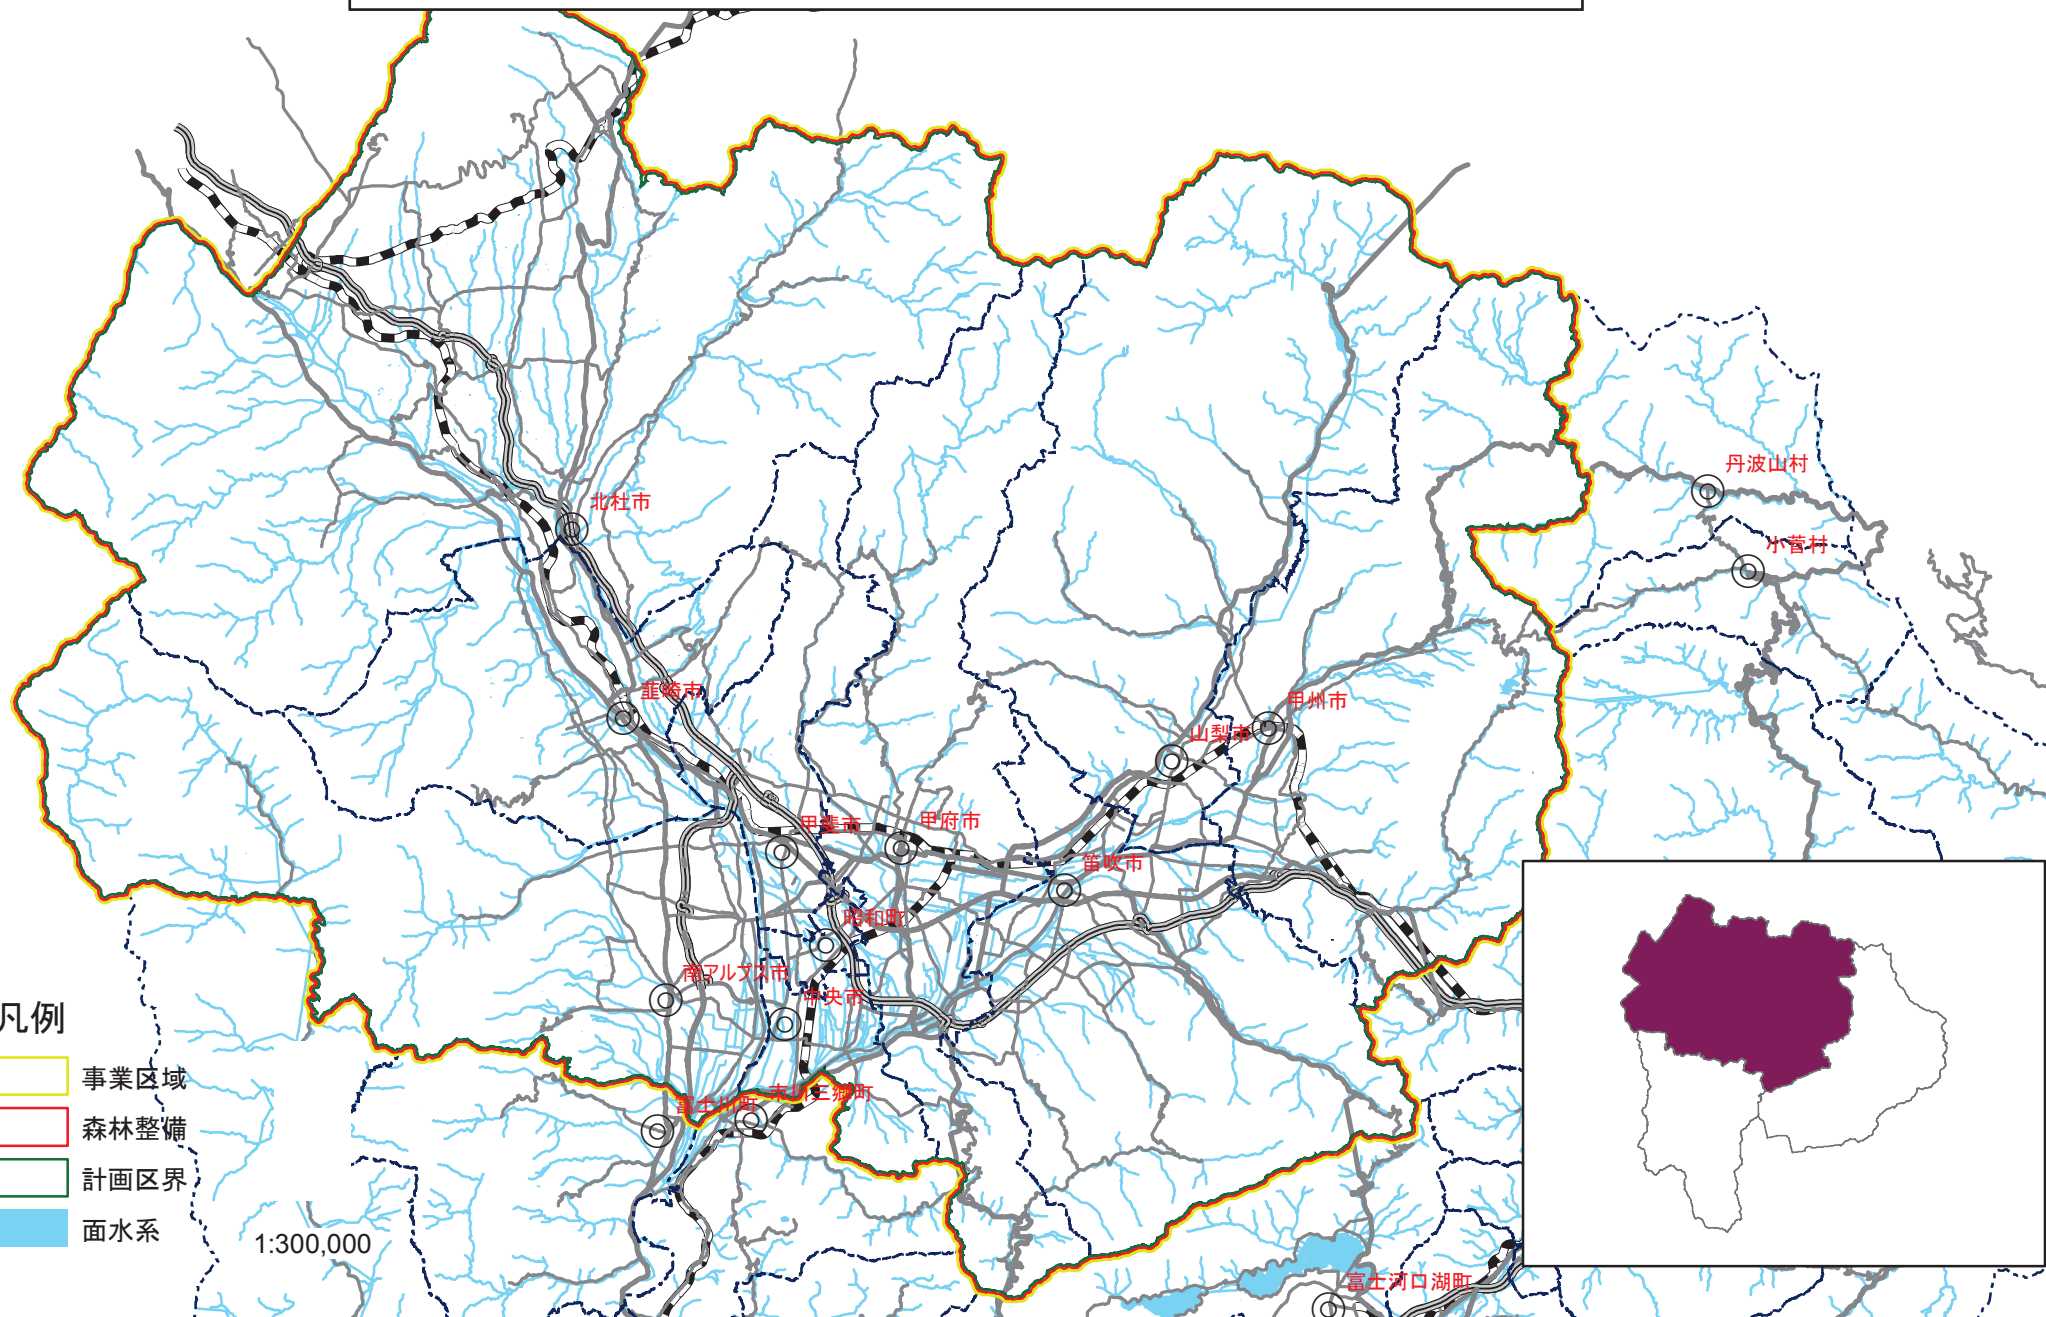 丹波山村
北杜市
小菅村
韮崎市
甲州市
山梨市
甲斐市
甲府市
笛吹市
昭和町
南アルプス市
中央市
市川三郷町
富士川町
富士河口湖町
凡例
事業区域
森林整備
計画区界
面水系
1:300,000